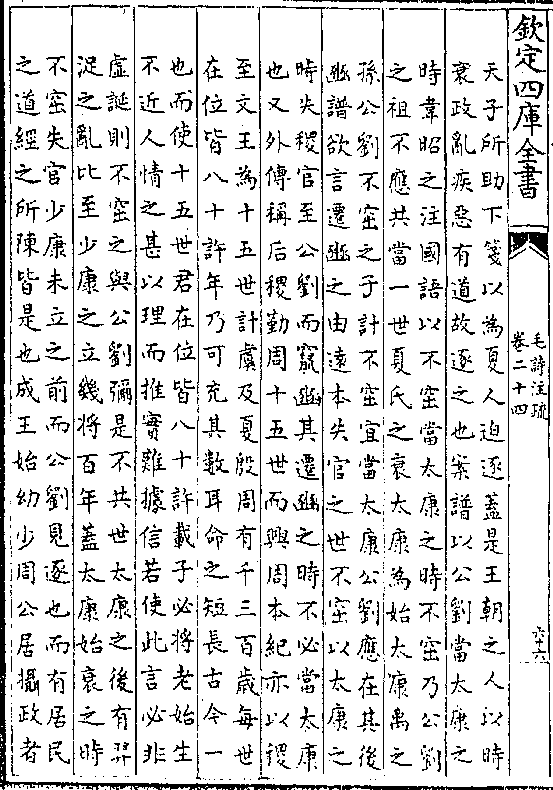 欽定四庫全書
毛詩注疏
卷二十四
六十六
天子所助下箋以為夏人迫逐蓋是王朝之人以時
衰政亂疾惡有道故逐之也案譜以公劉當太康之
時韋昭之注國語以不窋當太康之時不窋乃公劉
之祖不應共當一世夏氏之衰太康為始太康禹之
孫公劉不窋之子計不窋宜當太康公劉應在其後
豳譜欲言遷豳之由遠本失官之世不窋以太康之
時失稷官至公劉而竄豳其遷豳之時不必當太康
也又外傳稱后稷勤周十五世而興周本紀亦以稷
至文王為十五世計虞及夏殷周有千二百歲每世
在位皆八十許年乃可充其數耳命之短長古今一
也而使十五世君在位皆八十許載子必將老始生
不近人情之甚以理而推實難據信若使此言必非
虛誕則不窋之與公劉彌是不共世太康之後有羿
浞之亂比至少康之立幾將百年蓋太康始衰之時
不窋失官少康未立之前而公劉見逐也而有居民
之道經之所陳皆是也成王始幼少周公居攝政者